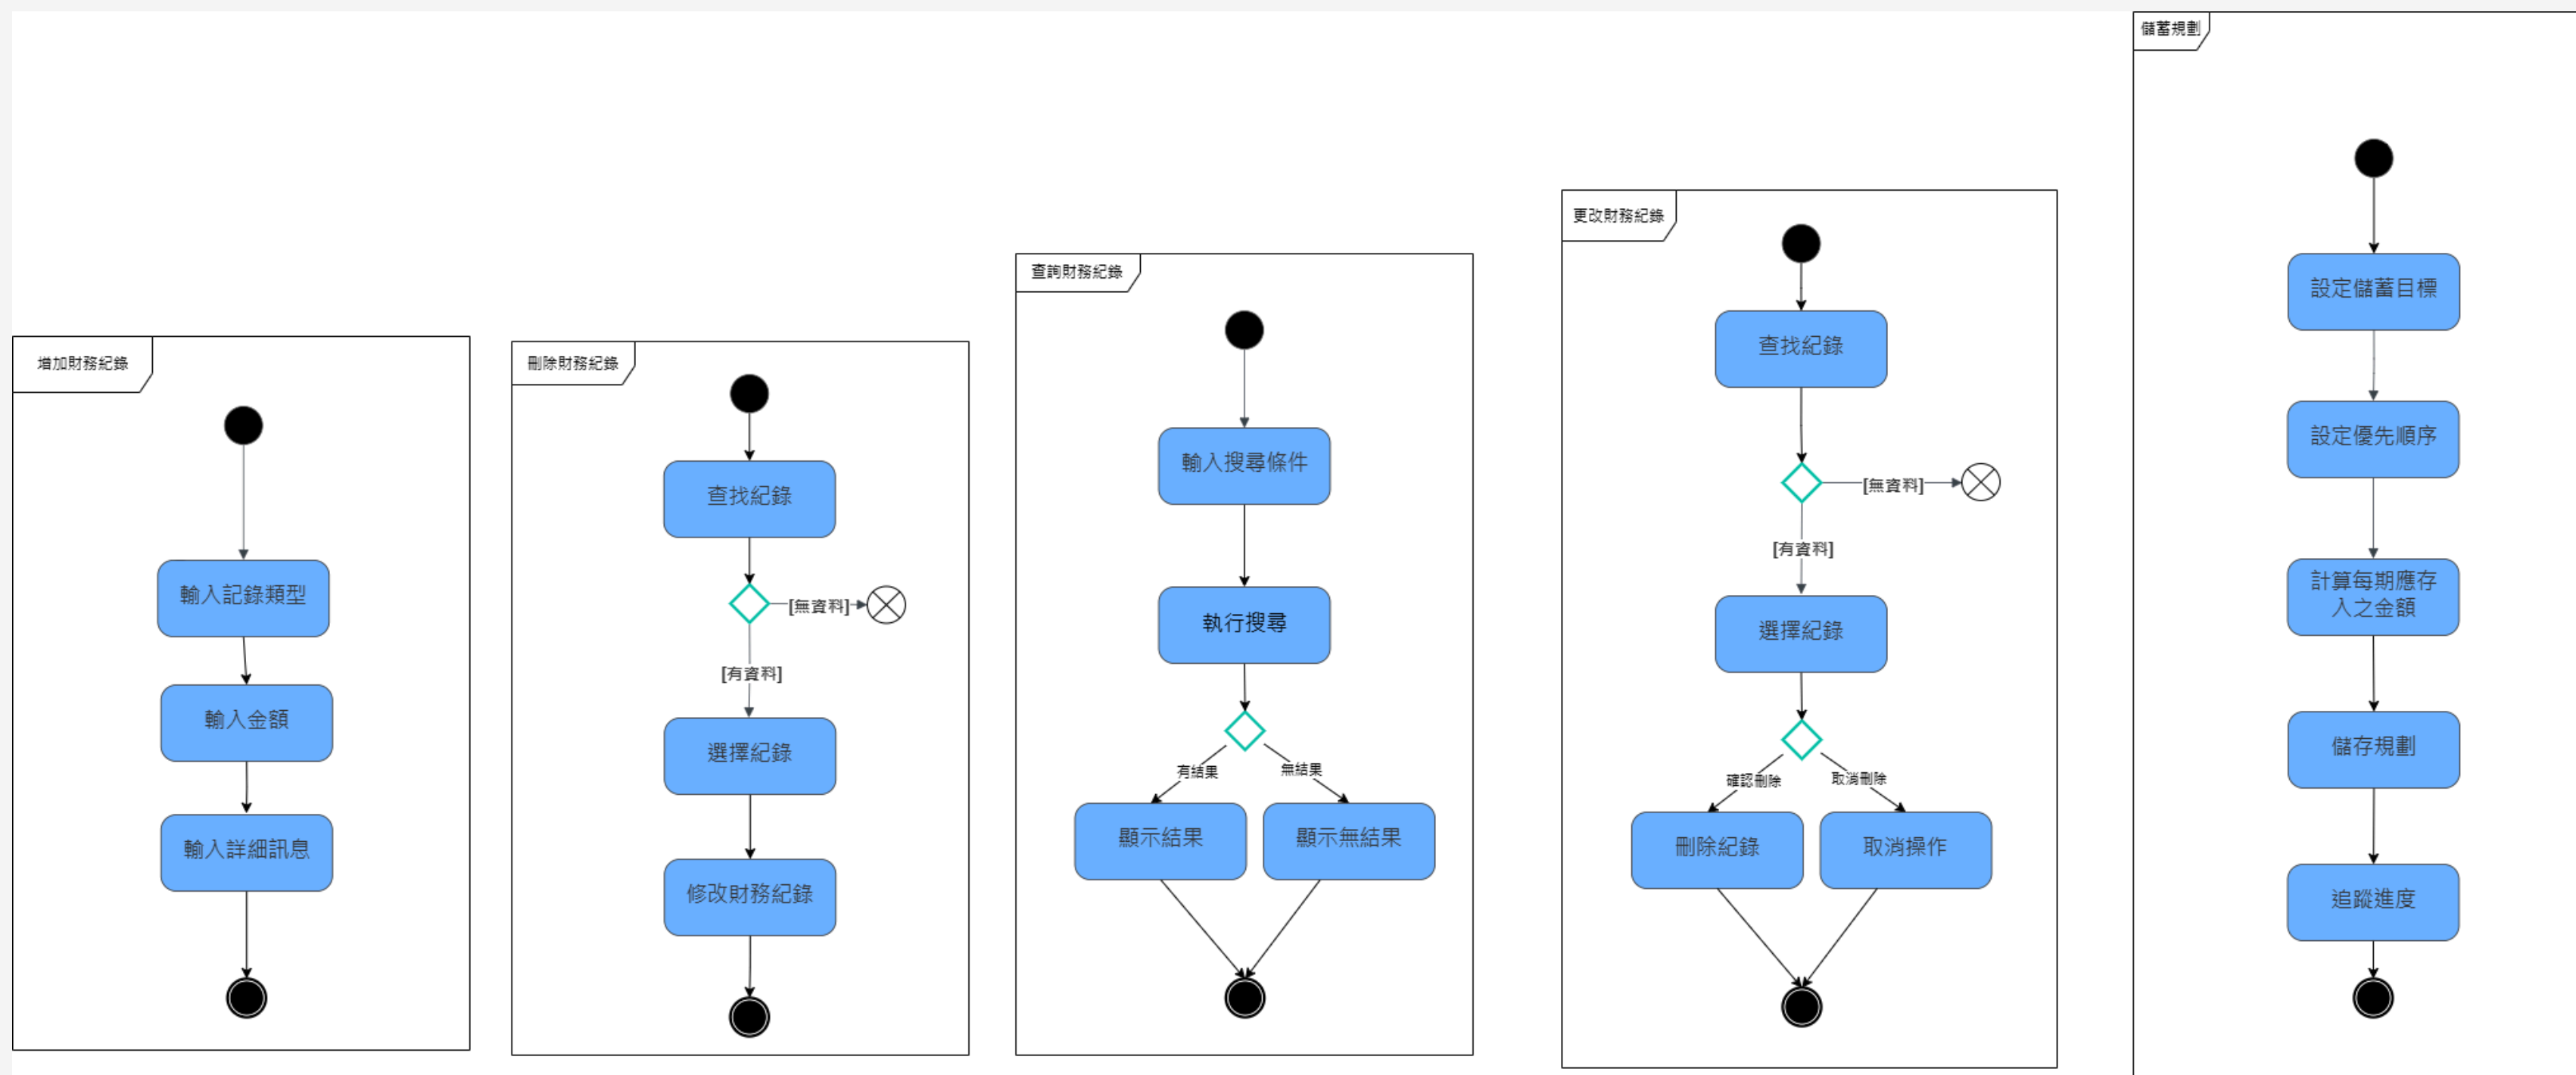 增加財務紀錄
輸入記錄類型
輸入金額
輸入詳細訊息
刪除財務紀錄
查找紀錄
[無資料]
[有資料]
選擇紀錄
修改財務紀錄
查詢財務紀錄
輸入搜尋條件
執行搜尋
有結果
無結果
顯示結果
顯示無結果
更改財務紀錄
查找紀錄
[無資料]
[有資料]
選擇紀錄
確認刪除
取消刪除
刪除紀錄
取消操作
儲蓄規劃
設定儲蓄目標
設定優先順序
計算每期應存
入之金額
儲存規劃
追蹤進度